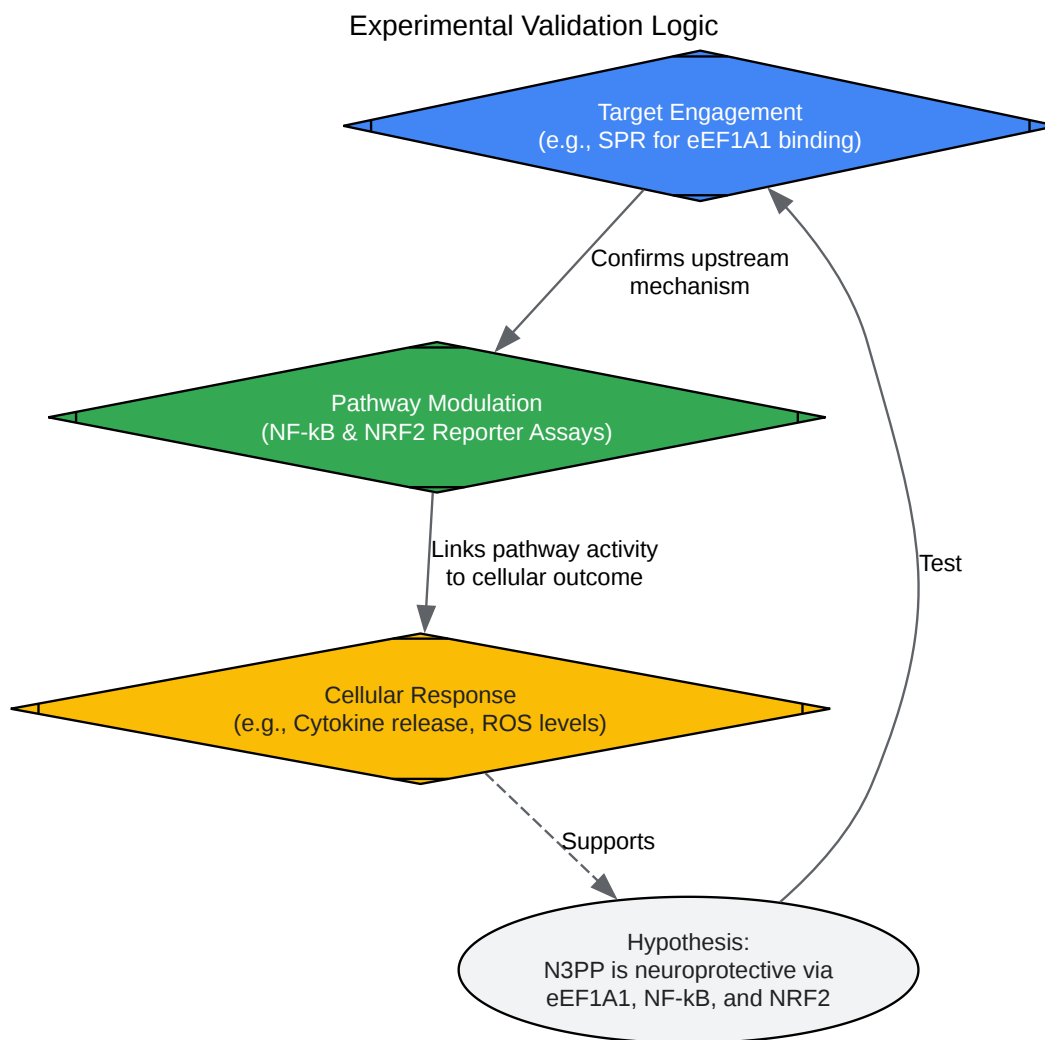 Experimental Validation Logic
Target Engagement
(e.g., SPR for eEF1A1 binding)
Confirms upstream
mechanism
Pathway Modulation
(NF-kB & NRF2 Reporter Assays)
Links pathway activity
to cellular outcome
Test
Cellular Response
(e.g., Cytokine release, ROS levels)
Supports
Hypothesis:
N3PP is neuroprotective via
eEF1A1, NF-kB, and NRF2